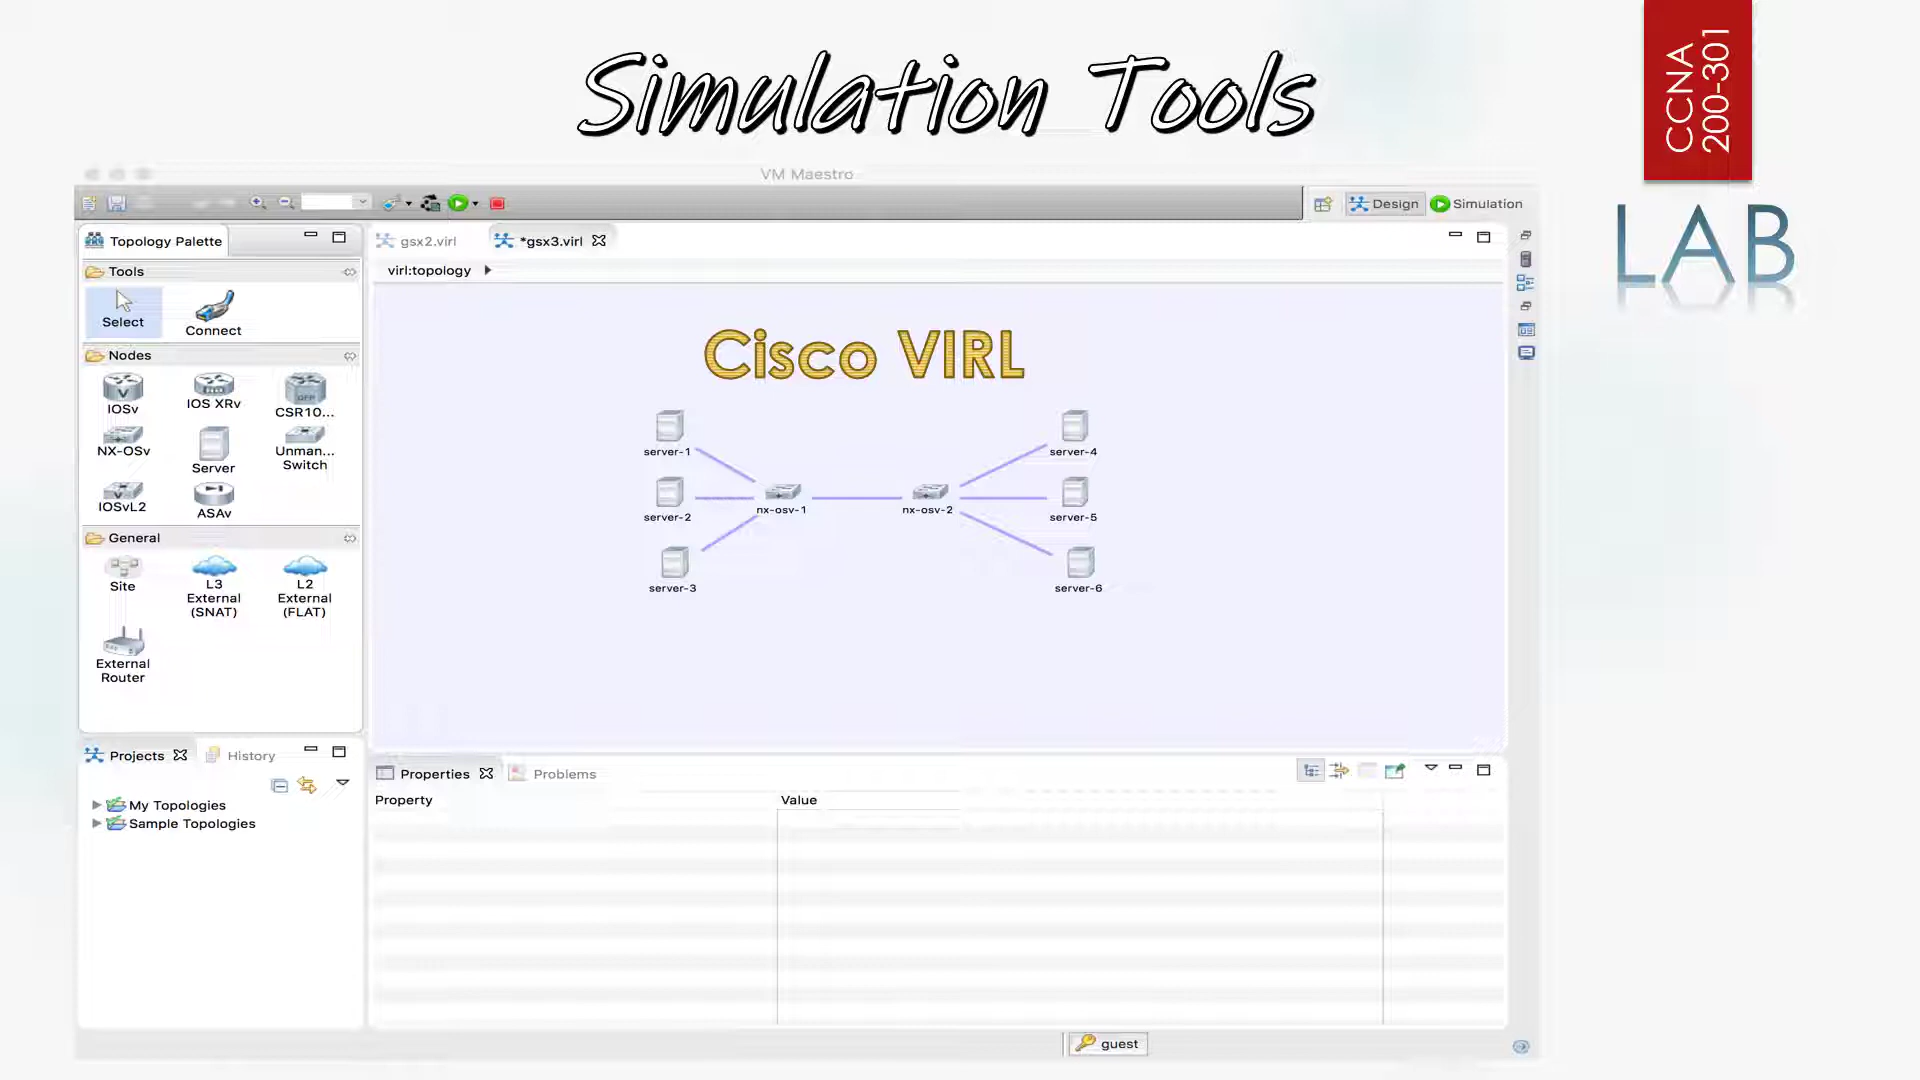 Simulation Tools
CCNA
200-301
LAB
VM Maestro
Design
Simulation
Topology Palette
gsx2.virl
*gsx3.virl
virl:topology
Tools
Select
Connect
Nodes
IOSv
IOS XRv
CSR10...
NX-OSv
Server
Unman...
Switch
IOSvL2
ASAv
General
Site
L3
External
(SNAT)
L2
External
(FLAT)
External
Router
Cisco VIRL
server-1
server-4
server-2
nx-osv-1
nx-osv-2
server-5
server-3
server-6
Projects
History
My Topologies
Sample Topologies
Properties
Problems
Property
Value
guest